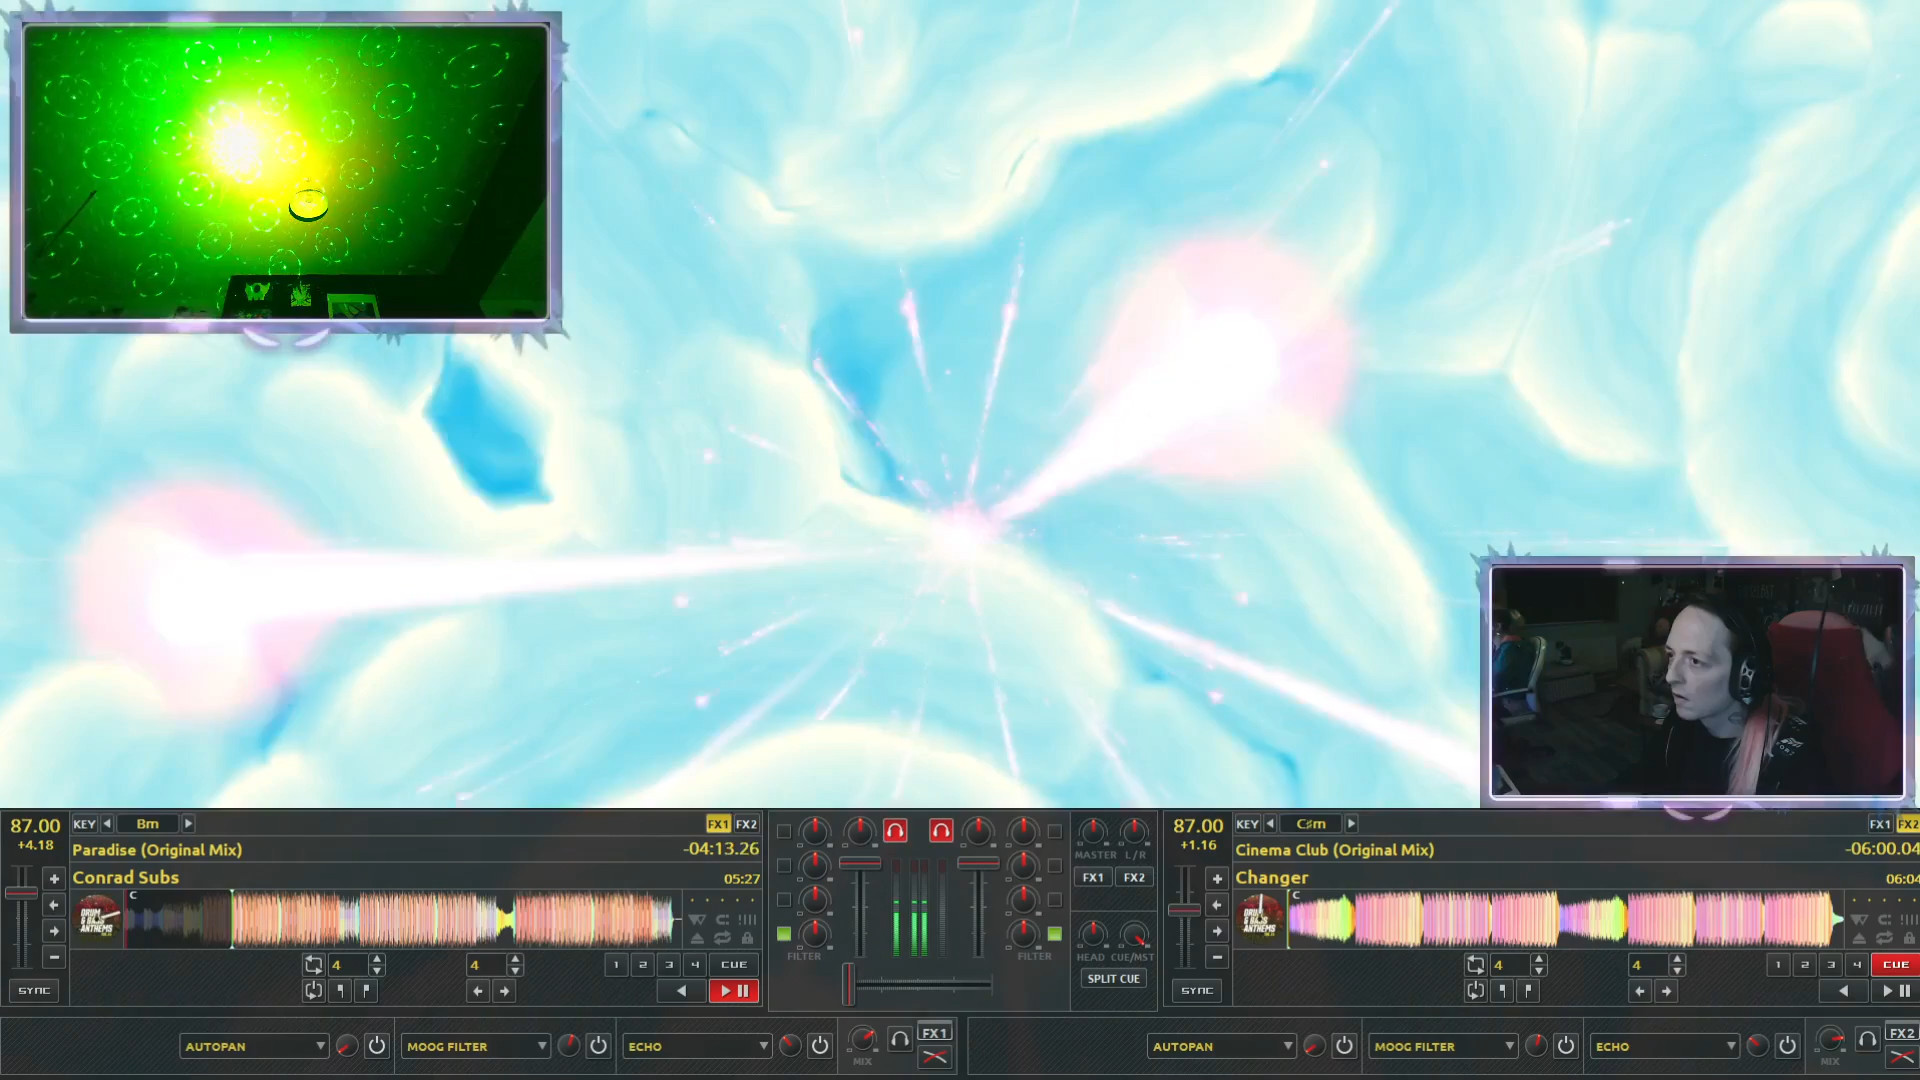 87.00
+4.18
KEY
Bm
FX1
FX2
Paradise (Original Mix)
-04:13.26
Conrad Subs
05:27
DRUM
& BASS
ANTHEMS
C
4
4
1
2
3
4
CUE
SYNC
FILTER
FILTER
MASTER
L/R
FX1
FX2
HEAD
CUE/MST
SPLIT CUE
87.00
+1.16
KEY
C♯m
FX1
FX2
Cinema Club (Original Mix)
-06:00.04
Changer
06:04
C
4
4
1
2
3
4
CUE
SYNC
AUTOPAN
MOOG FILTER
ECHO
MIX
FX1
AUTOPAN
MOOG FILTER
ECHO
MIX
FX2